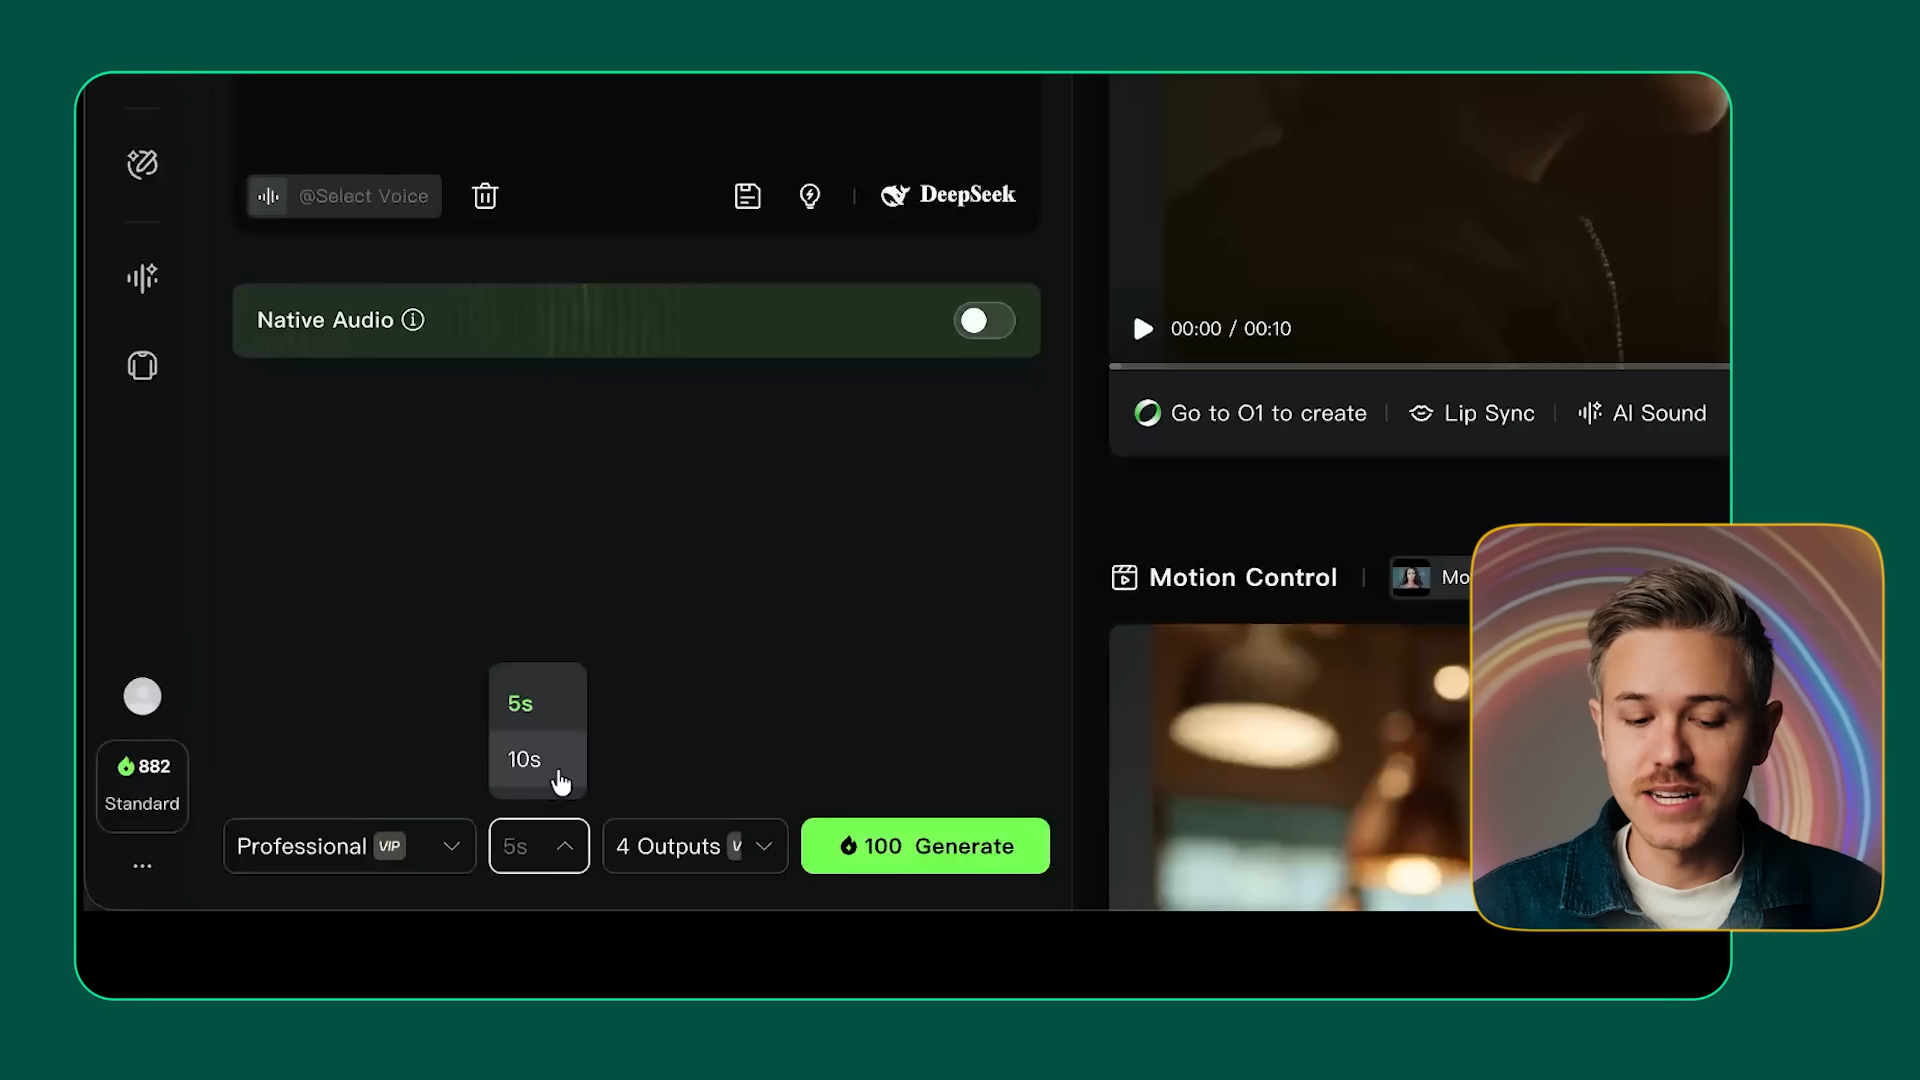 @Select Voice
DeepSeek
Native Audio
00:00 / 00:10
Go to O1 to create
Lip Sync
AI Sound
Motion Control
Mo
5s
10s
882
Standard
Professional VIP
5s
4 Outputs V
100 Generate